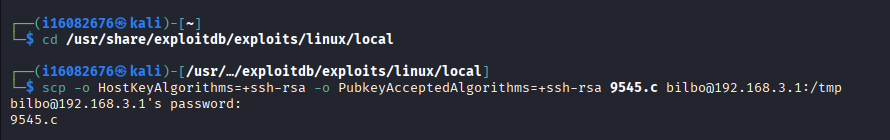 ┌──(i16082676㉿kali)-[~]
└─$ cd /usr/share/exploitdb/exploits/linux/local
┌──(i16082676㉿kali)-[/usr/…/exploitdb/exploits/linux/local]
└─$ scp -o HostKeyAlgorithms=+ssh-rsa -o PubkeyAcceptedAlgorithms=+ssh-rsa 9545.c bilbo@192.168.3.1:/tmp
bilbo@192.168.3.1's password:
9545.c